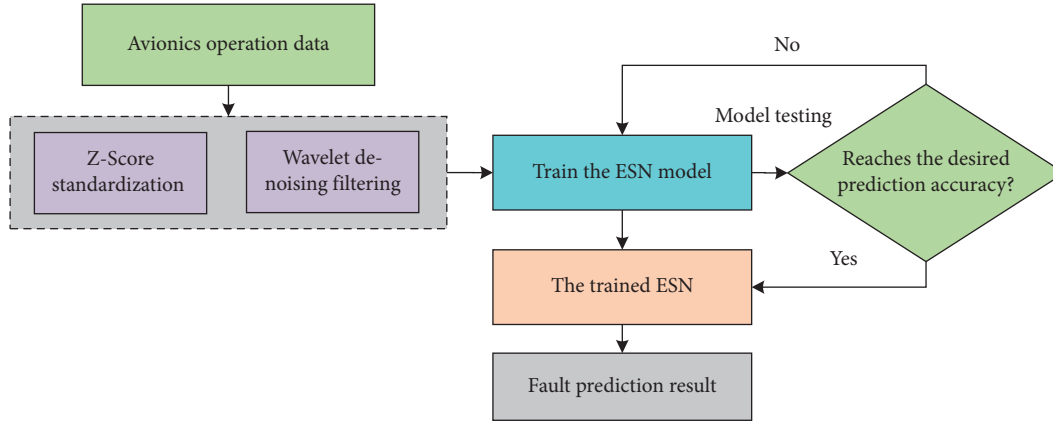 Avionics operation data
Z-Score
standardization
Wavelet de-
noising filtering
Train the ESN model
Model testing
No
Reaches the desired
prediction accuracy?
Yes
The trained ESN
Fault prediction result